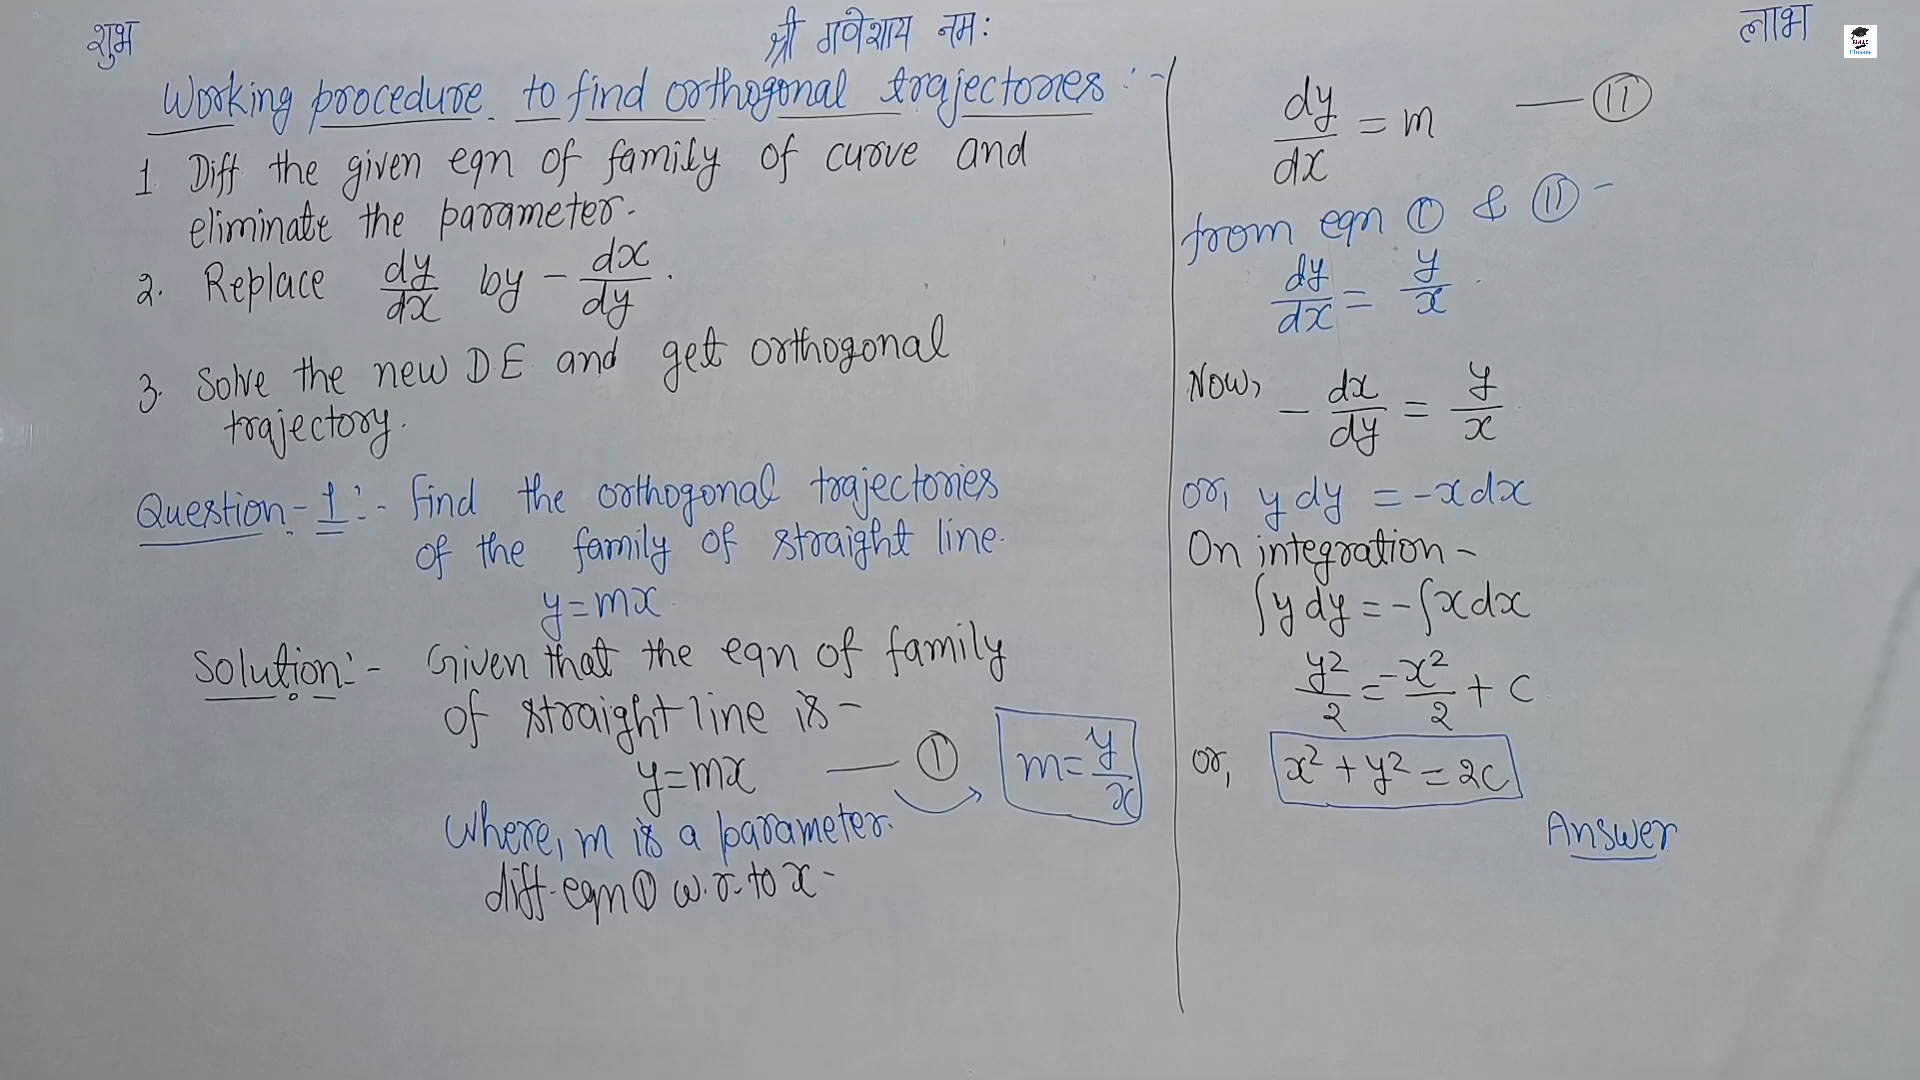 शुभ
श्री गणेशाय नमः
लाभ
Working procedure to find orthogonal trajectories :-
1. Diff the given eqn of family of curve and
eliminate the parameter.
2. Replace dy/dx by - dx/dy.
3. Solve the new D.E. and get orthogonal
trajectory.
Question-1:- Find the orthogonal trajectories
of the family of straight line.
y=mx.
Solution:- Given that the eqn of family
of straight line is -
y=mx — (I) m=y/x
Where, m is a parameter.
diff. eqn (I) w.r. to x-
dy/dx = m — (II)
from eqn (I) & (II) -
dy/dx = y/x.
Now, - dx/dy = y/x
or, y dy = -x dx
On integration -
∫y dy = -∫x dx
y²/2 = -x²/2 + c
or, x² + y² = 2c
Answer